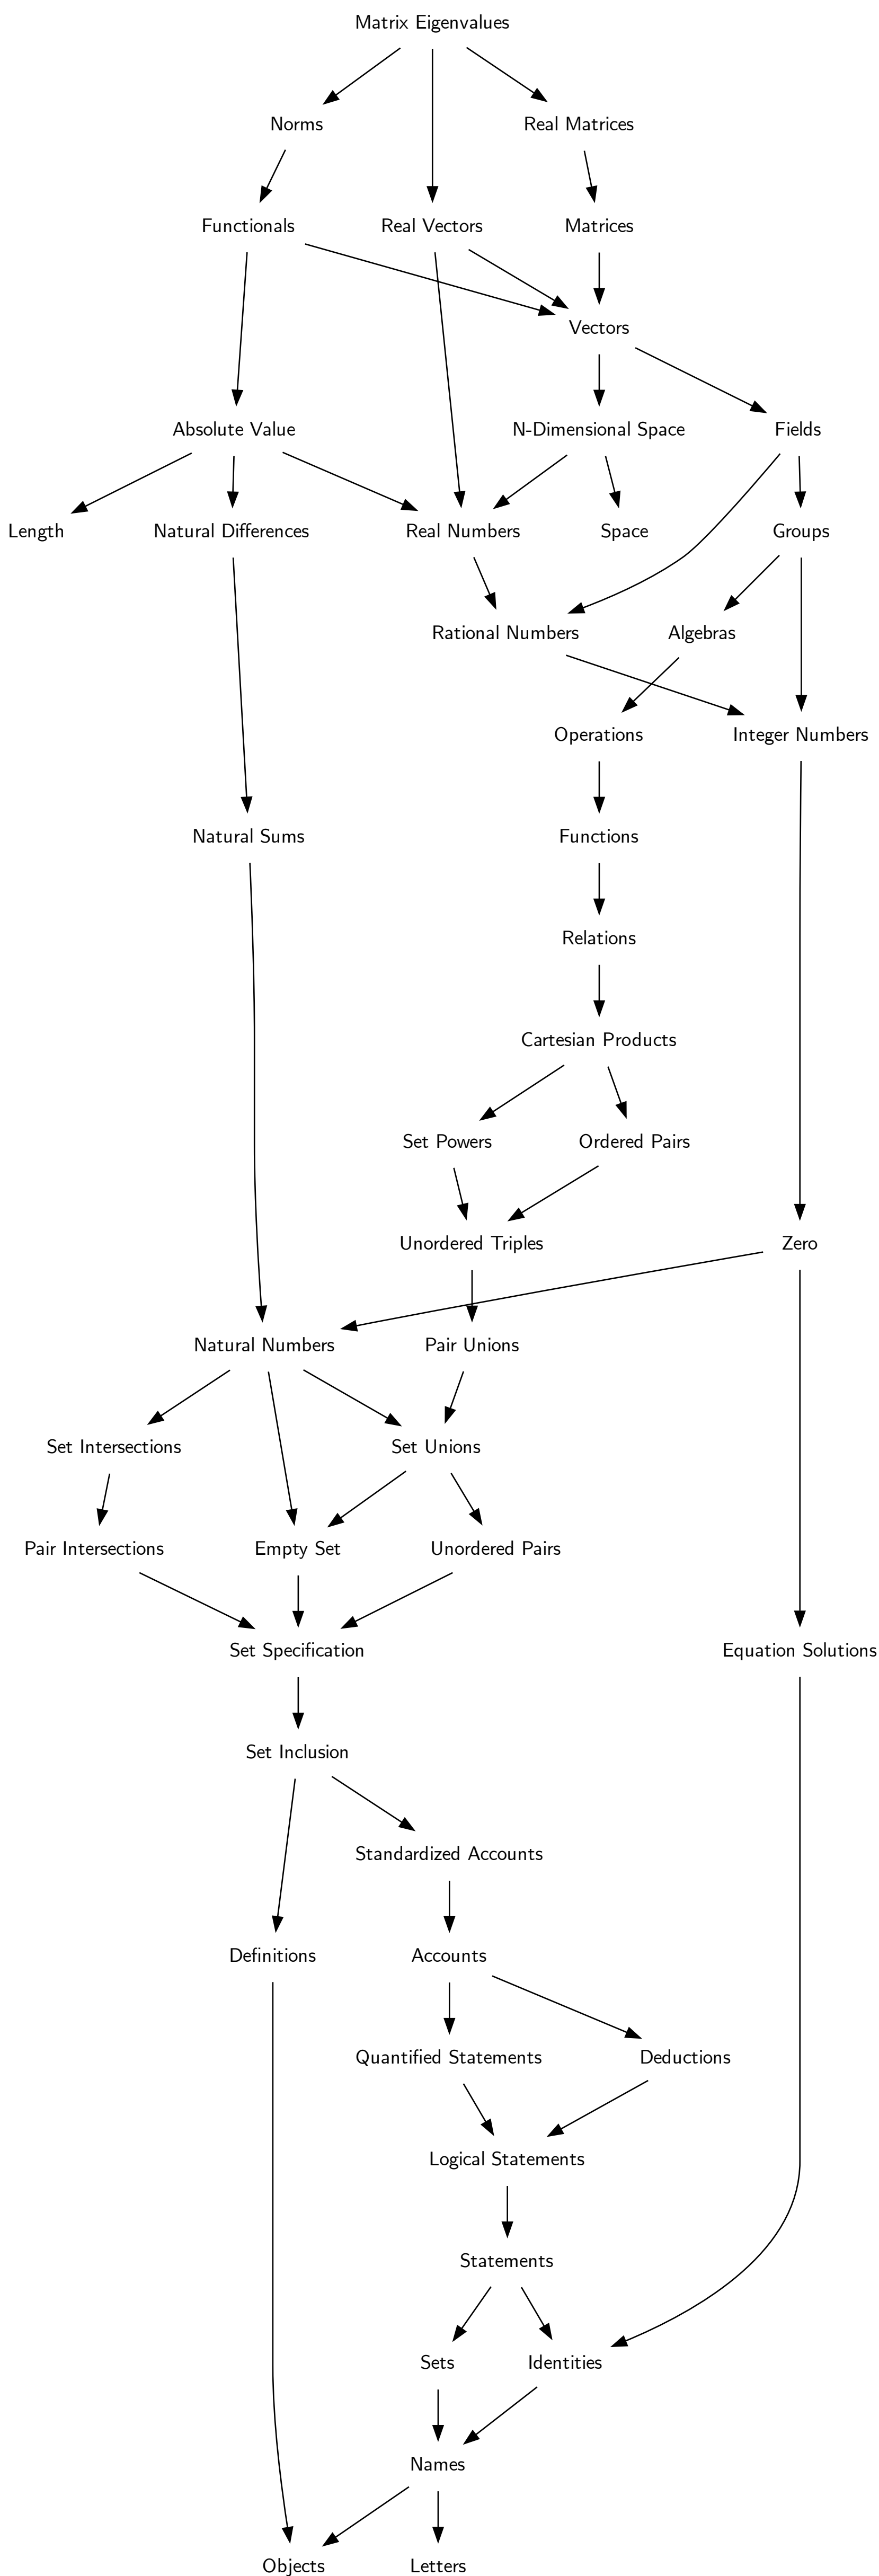 Matrix Eigenvalues
Norms
Real Matrices
Functionals
Real Vectors
Matrices
Vectors
Absolute Value
N-Dimensional Space
Fields
Length
Natural Differences
Real Numbers
Space
Groups
Rational Numbers
Algebras
Operations
Integer Numbers
Natural Sums
Functions
Relations
Cartesian Products
Set Powers
Ordered Pairs
Unordered Triples
Zero
Natural Numbers
Pair Unions
Set Intersections
Set Unions
Pair Intersections
Empty Set
Unordered Pairs
Set Specification
Equation Solutions
Set Inclusion
Standardized Accounts
Definitions
Accounts
Quantified Statements
Deductions
Logical Statements
Statements
Sets
Identities
Names
Objects
Letters